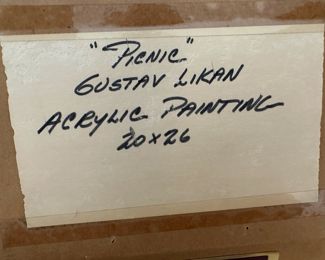 "PICNIC"
GUSTAV LIKAN
ACRYLIC PAINTING
20x26